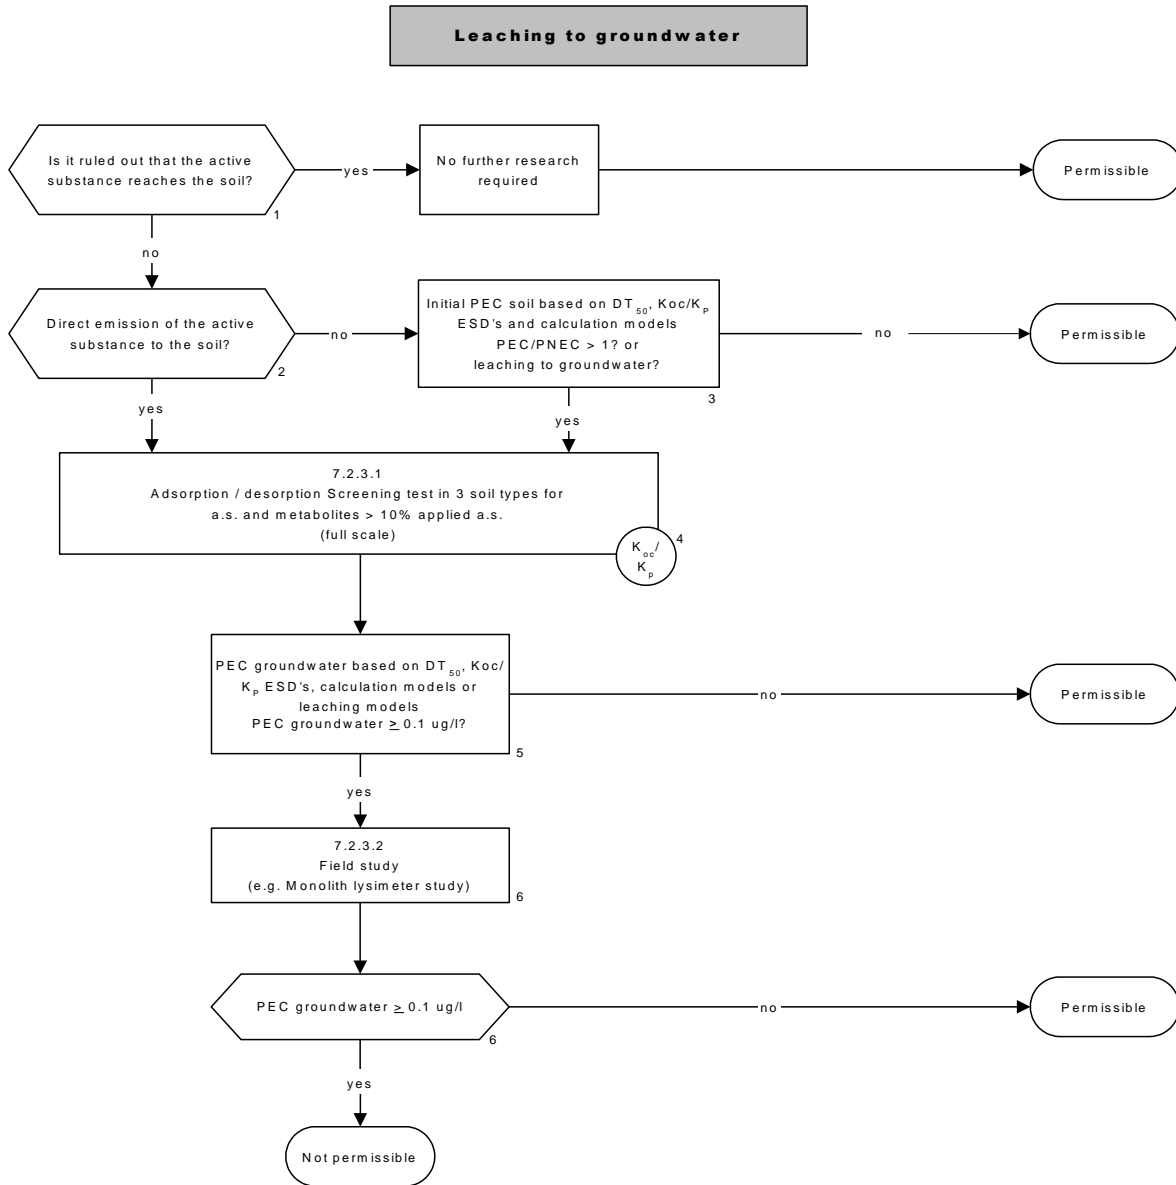 Leaching to groundwater
Is it ruled out that the active
substance reaches the soil?
1
yes
No further research
required
Permissible
no
Direct emission of the active
substance to the soil?
2
no
Initial PEC soil based on DT50, Koc/KP
ESD's and calculation models
PEC/PNEC > 1? or
leaching to groundwater?
3
no
Permissible
yes
yes
7.2.3.1
Adsorption / desorption Screening test in 3 soil types for
a.s. and metabolites > 10% applied a.s.
(full scale)
4
Koc/
Kp
PEC groundwater based on DT50, Koc/
KP ESD's, calculation models or
leaching models
PEC groundwater ≥ 0.1 ug/l?
5
no
Permissible
yes
7.2.3.2
Field study
(e.g. Monolith lysimeter study)
6
PEC groundwater ≥ 0.1 ug/l
6
no
Permissible
yes
Not permissible